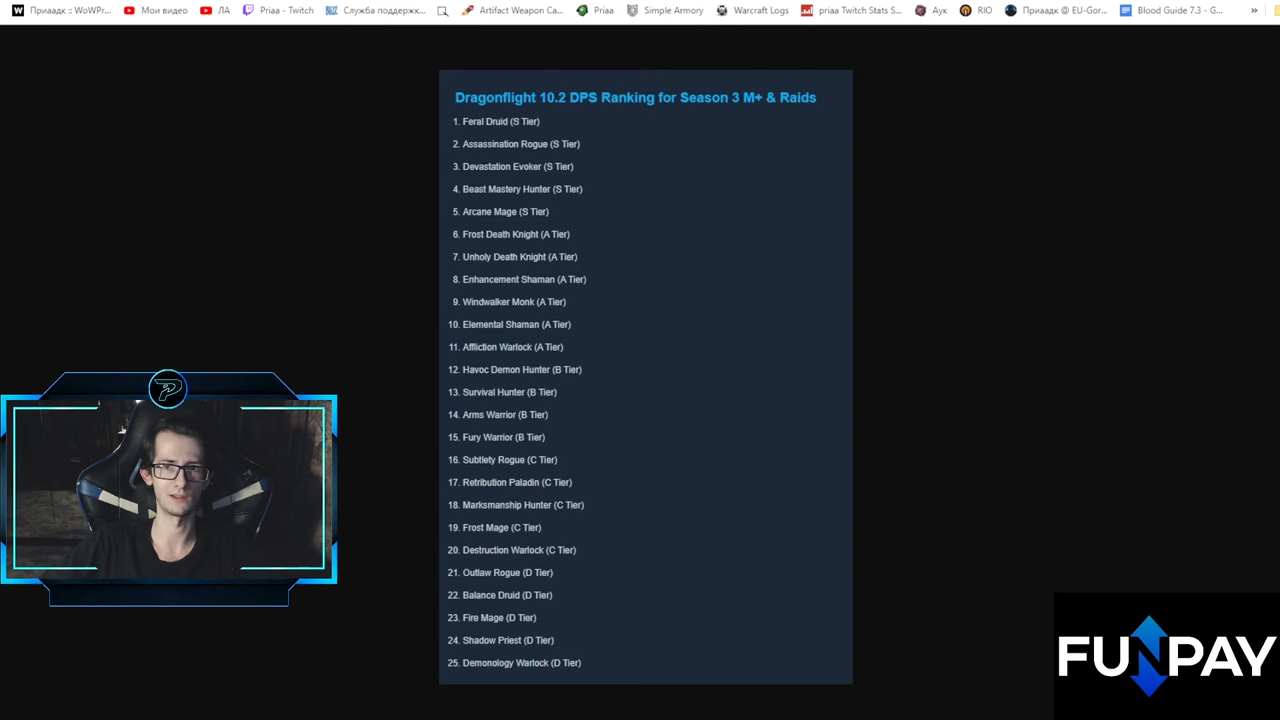 Приаадк :: WoWPr...
Мои видео
ЛА
Priaa - Twitch
Служба поддержк...
Artifact Weapon Ca...
Priaa
Simple Armory
Warcraft Logs
priaa Twitch Stats S...
Аук
RIO
Приаадк @ EU-Gor...
Blood Guide 7.3 - G...
»
Dragonflight 10.2 DPS Ranking for Season 3 M+ & Raids
1. Feral Druid (S Tier)
2. Assassination Rogue (S Tier)
3. Devastation Evoker (S Tier)
4. Beast Mastery Hunter (S Tier)
5. Arcane Mage (S Tier)
6. Frost Death Knight (A Tier)
7. Unholy Death Knight (A Tier)
8. Enhancement Shaman (A Tier)
9. Windwalker Monk (A Tier)
10. Elemental Shaman (A Tier)
11. Affliction Warlock (A Tier)
12. Havoc Demon Hunter (B Tier)
13. Survival Hunter (B Tier)
14. Arms Warrior (B Tier)
15. Fury Warrior (B Tier)
16. Subtlety Rogue (C Tier)
17. Retribution Paladin (C Tier)
18. Marksmanship Hunter (C Tier)
19. Frost Mage (C Tier)
20. Destruction Warlock (C Tier)
21. Outlaw Rogue (D Tier)
22. Balance Druid (D Tier)
23. Fire Mage (D Tier)
24. Shadow Priest (D Tier)
25. Demonology Warlock (D Tier)
FUNPAY